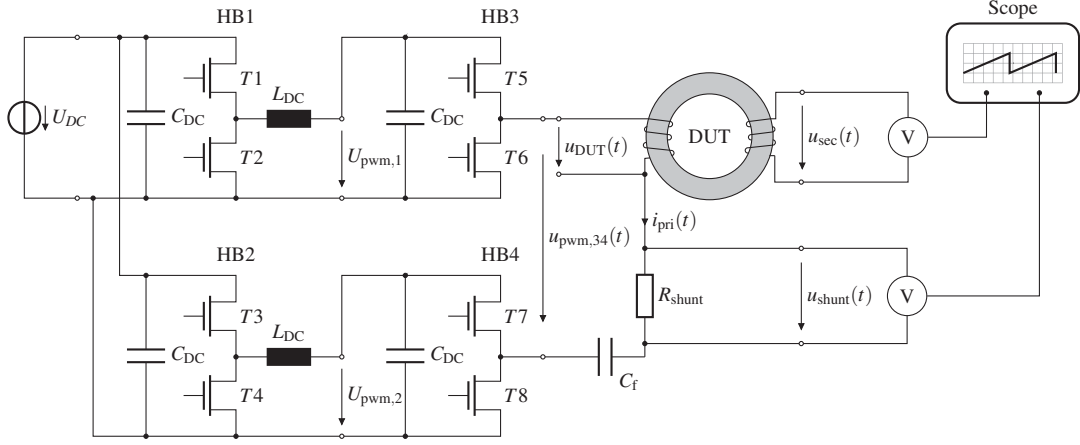 Scope
HB1
HB3
T1
T5
U_DC
C_DC
L_DC
C_DC
T2
U_pwm,1
T6
u_DUT(t)
DUT
u_sec(t)
V
i_pri(t)
u_pwm,34(t)
HB2
HB4
T3
T7
R_shunt
u_shunt(t)
V
L_DC
C_DC
C_DC
T4
U_pwm,2
T8
C_f